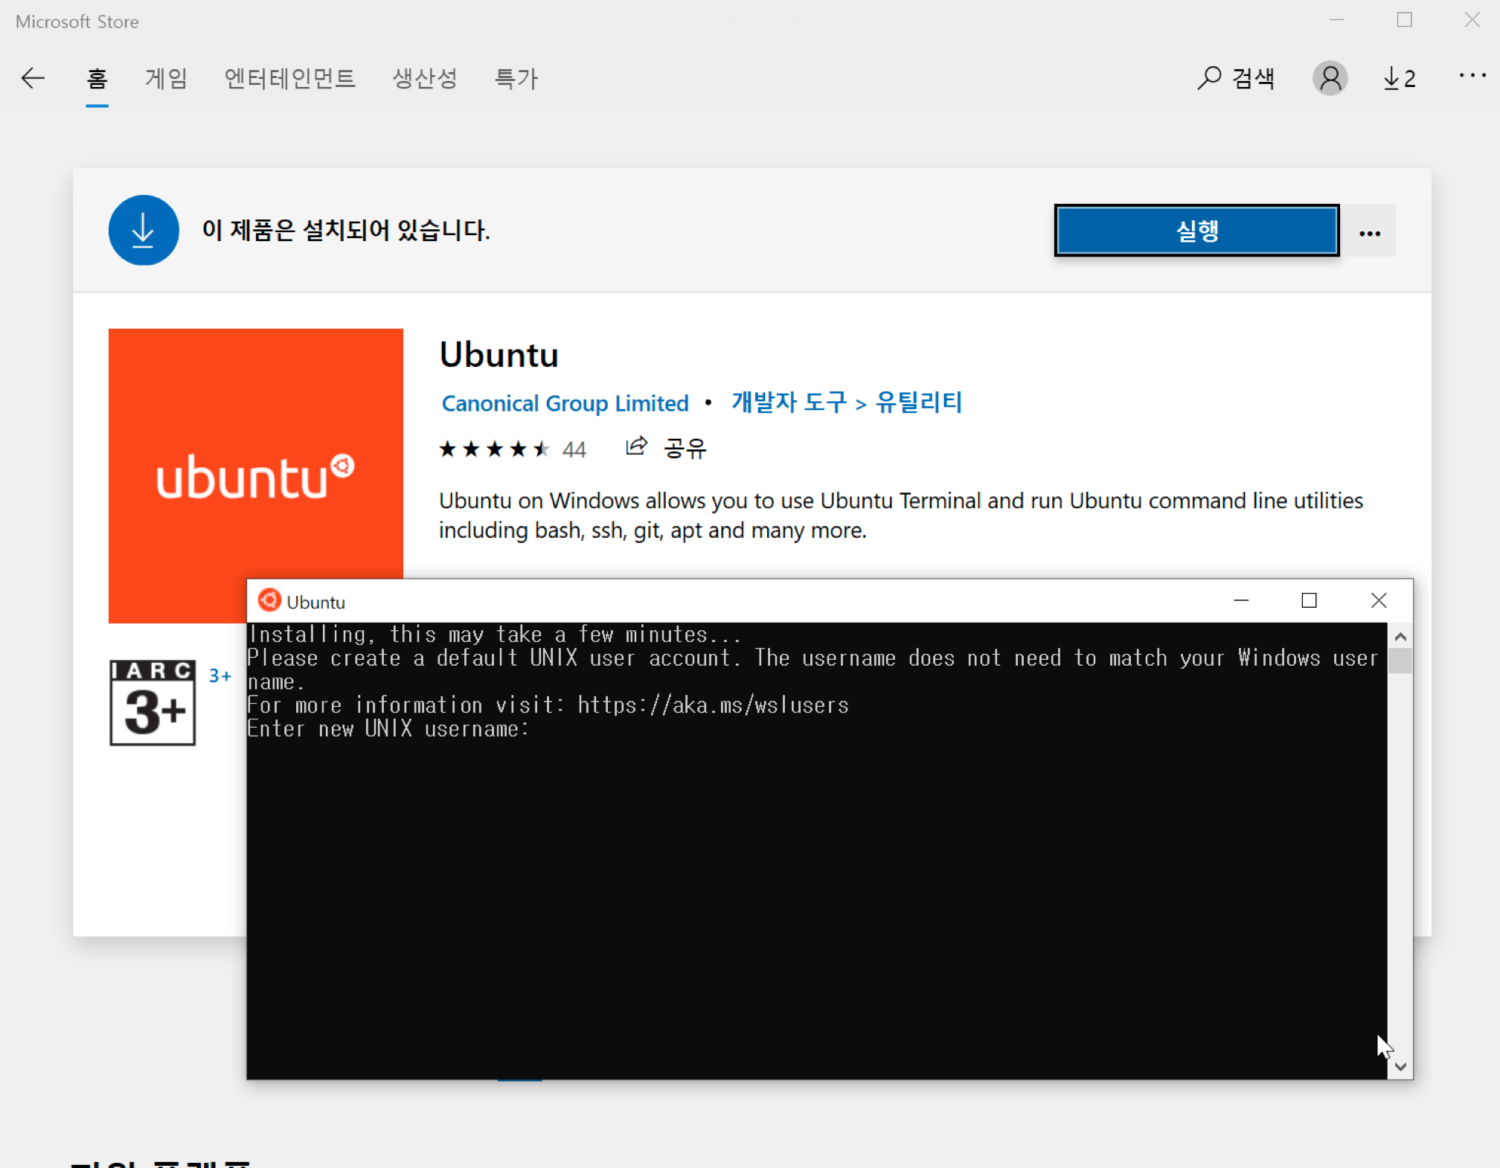 Microsoft Store
홈 게임 엔터테인먼트 생산성 특가 검색 2
이 제품은 설치되어 있습니다. 실행
ubuntu
Ubuntu
Canonical Group Limited • 개발자 도구 > 유틸리티
44 공유
Ubuntu on Windows allows you to use Ubuntu Terminal and run Ubuntu command line utilities
including bash, ssh, git, apt and many more.
IARC
3+
3+
Ubuntu
Installing, this may take a few minutes...
Please create a default UNIX user account. The username does not need to match your Windows user
name.
For more information visit: https://aka.ms/wslusers
Enter new UNIX username: